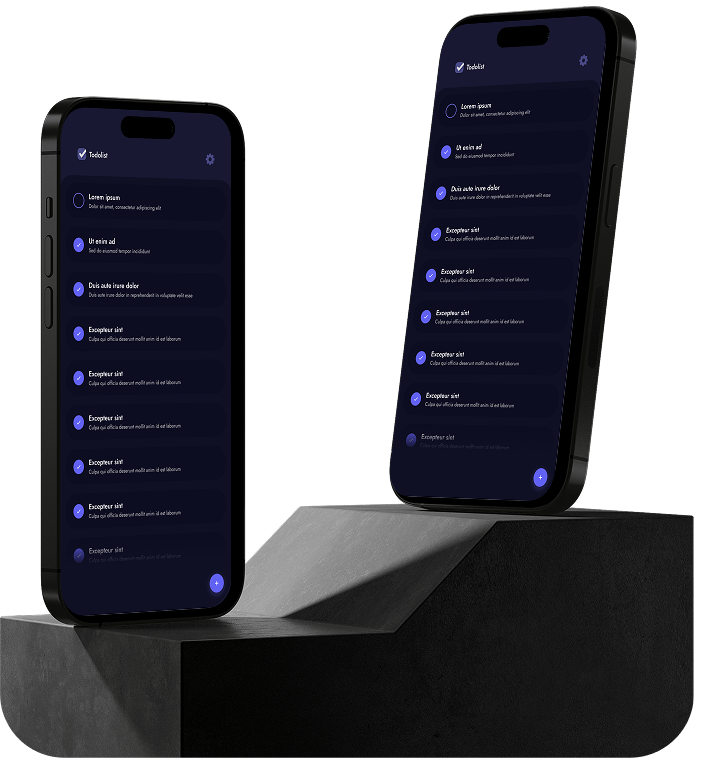 Todolist
Lorem ipsum
Dolor sit amet, consectetur adipiscing elit
Ut enim ad
Sed do eiusmod tempor incididunt
Duis aute irure dolor
Duis aute irure dolor in reprehenderit in voluptate velit esse
Excepteur sint
Culpa qui officia deserunt mollit anim id est laborum
Excepteur sint
Culpa qui officia deserunt mollit anim id est laborum
Excepteur sint
Culpa qui officia deserunt mollit anim id est laborum
Excepteur sint
Culpa qui officia deserunt mollit anim id est laborum
Excepteur sint
Culpa qui officia deserunt mollit anim id est laborum
Excepteur sint
Culpa qui officia deserunt mollit anim id est laborum
Todolist
Lorem ipsum
Dolor sit amet, consectetur adipiscing elit
Ut enim ad
Sed do eiusmod tempor incididunt
Duis aute irure dolor
Duis aute irure dolor in reprehenderit in voluptate velit esse
Excepteur sint
Culpa qui officia deserunt mollit anim id est laborum
Excepteur sint
Culpa qui officia deserunt mollit anim id est laborum
Excepteur sint
Culpa qui officia deserunt mollit anim id est laborum
Excepteur sint
Culpa qui officia deserunt mollit anim id est laborum
Excepteur sint
Culpa qui officia deserunt mollit anim id est laborum
Excepteur sint